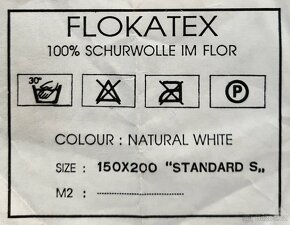 FLOKATEX
100% SCHURWOLLE IM FLOR
30°
P
COLOUR : NATURAL WHITE
SIZE : 150X200 "STANDARD S„
M2 :